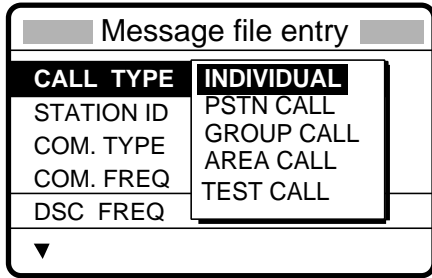 Message file entry
CALL TYPE
STATION ID
COM. TYPE
COM. FREQ
DSC FREQ
INDIVIDUAL
PSTN CALL
GROUP CALL
AREA CALL
TEST CALL
▼